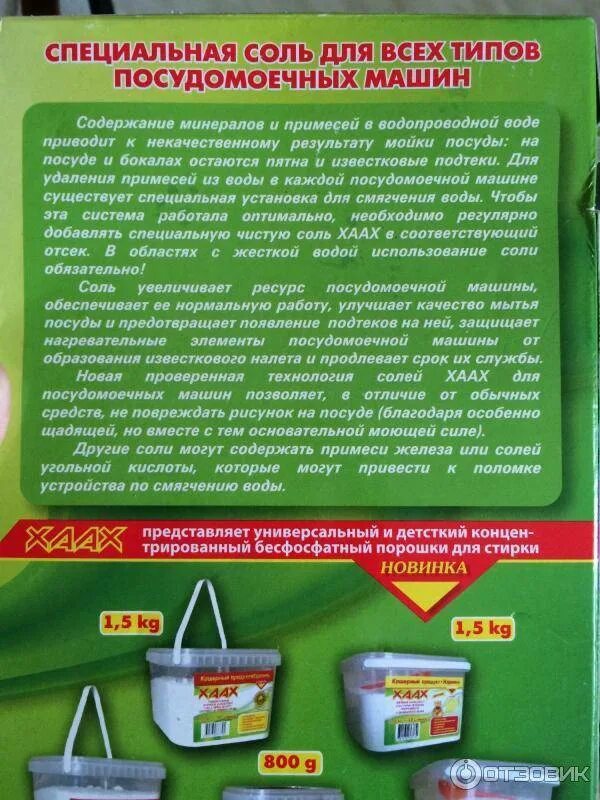 СПЕЦИАЛЬНАЯ СОЛЬ ДЛЯ ВСЕХ ТИПОВ
ПОСУДОМОЕЧНЫХ МАШИН
Содержание минералов и примесей в водопроводной воде
приводит к некачественному результату мойки посуды: на
посуде и бокалах остаются пятна и известковые подтеки. Для
удаления примесей из воды в каждой посудомоечной машине
существует специальная установка для смягчения воды. Чтобы
эта система работала оптимально, необходимо регулярно
добавлять специальную чистую соль ХААХ в соответствующий
отсек. В областях с жесткой водой использование соли
обязательно!
Соль увеличивает ресурс посудомоечной машины,
обеспечивает ее нормальную работу, улучшает качество мытья
посуды и предотвращает появление подтеков на ней, защищает
нагревательные элементы посудомоечной машины от
образования известкового налета и продлевает срок их службы.
Новая проверенная технология солей ХААХ для
посудомоечных машин позволяет, в отличие от обычных
средств, не повреждать рисунок на посуде (благодаря особенно
щадящей, но вместе с тем основательной моющей силе).
Другие соли могут содержать примеси железа или солей
угольной кислоты, которые могут привести к поломке
устройства по смягчению воды.
XAAX представляет универсальный и детсткий концен-
трированный бесфосфатный порошки для стирки
НОВИНКА
1,5 kg
1,5 kg
Кошерный продукт
XAAX
Кошерный продукт
XAAX
800 g
ОТЗОВИК